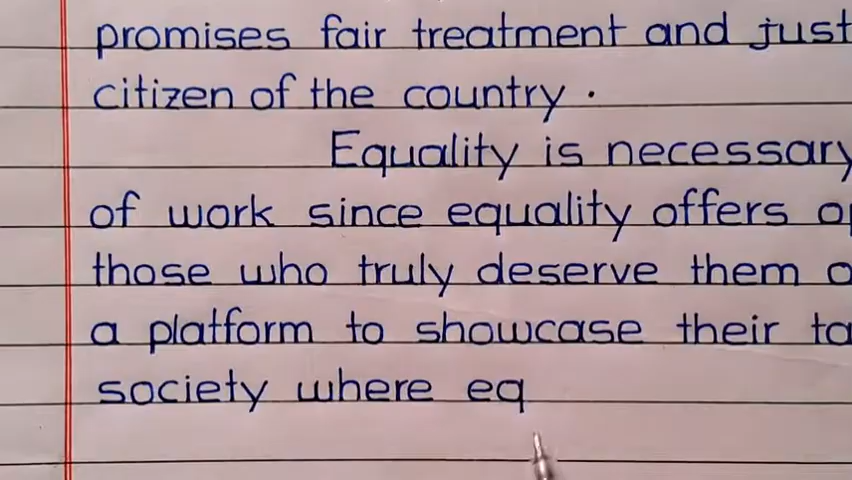 promises fair treatment and just
citizen of the country .
Equality is necessary
of work since equality offers
those who truly deserve them
a platform to showcase their
society where eq